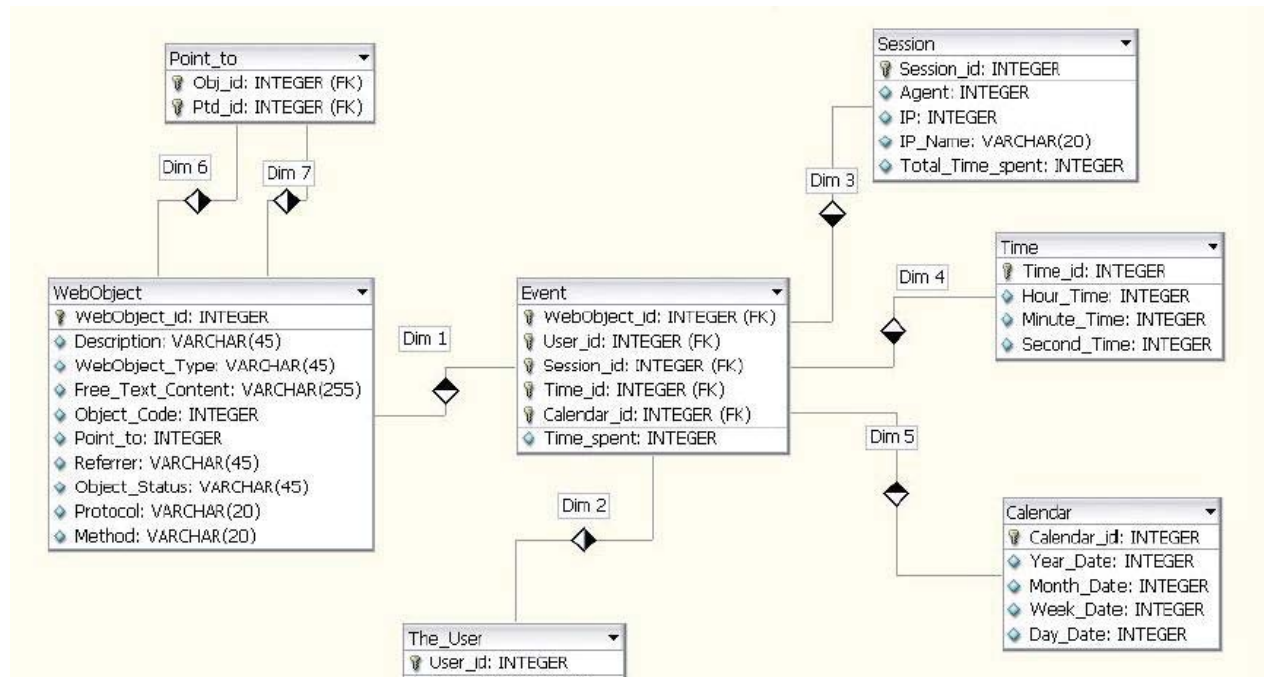 Point_to
Obj_id: INTEGER (FK)
Ptd_id: INTEGER (FK)
Dim 6
Dim 7
Session
Session_id: INTEGER
Agent: INTEGER
IP: INTEGER
IP_Name: VARCHAR(20)
Total_Time_spent: INTEGER
Dim 3
Time
Time_id: INTEGER
Hour_Time: INTEGER
Minute_Time: INTEGER
Second_Time: INTEGER
Dim 4
WebObject
WebObject_id: INTEGER
Description: VARCHAR(45)
WebObject_Type: VARCHAR(45)
Free_Text_Content: VARCHAR(255)
Object_Code: INTEGER
Point_to: INTEGER
Referrer: VARCHAR(45)
Object_Status: VARCHAR(45)
Protocol: VARCHAR(20)
Method: VARCHAR(20)
Dim 1
Event
WebObject_id: INTEGER (FK)
User_id: INTEGER (FK)
Session_id: INTEGER (FK)
Time_id: INTEGER (FK)
Calendar_id: INTEGER (FK)
Time_spent: INTEGER
Dim 5
Dim 2
Calendar
Calendar_id: INTEGER
Year_Date: INTEGER
Month_Date: INTEGER
Week_Date: INTEGER
Day_Date: INTEGER
The_User
User_id: INTEGER